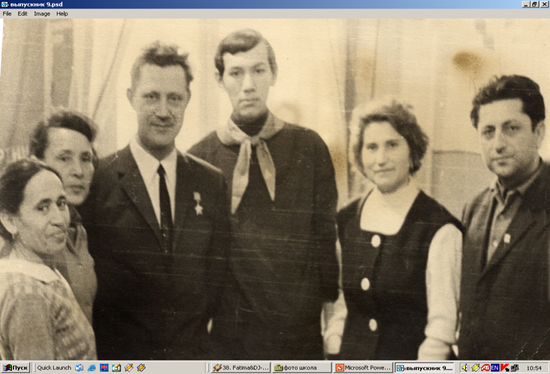 выпускник 9.psd
File Edit Image Help
Пуск Quick Launch 38. Fatima&DJ-... фото школа Microsoft Powe... выпускник 9.... EN 10:54